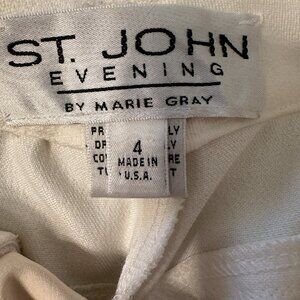 ST. JOHN
EVENING
BY MARIE GRAY
4
MADE IN
U.S.A.